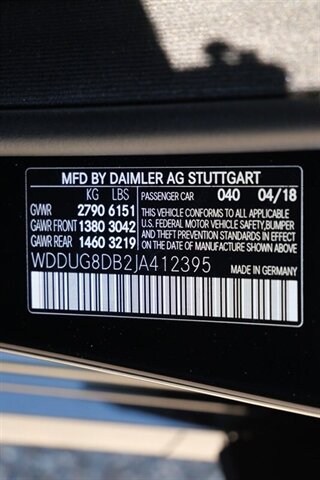 MFD BY DAIMLER AG STUTTGART
KG LBS
GVWR 2790 6151
GAWR FRONT 1380 3042
GAWR REAR 1460 3219
PASSENGER CAR 040 04/18
THIS VEHICLE CONFORMS TO ALL APPLICABLE
U.S. FEDERAL MOTOR VEHICLE SAFETY,BUMPER
AND THEFT PREVENTION STANDARDS IN EFFECT
ON THE DATE OF MANUFACTURE SHOWN ABOVE
WDDUG8DB2JA412395 MADE IN GERMANY